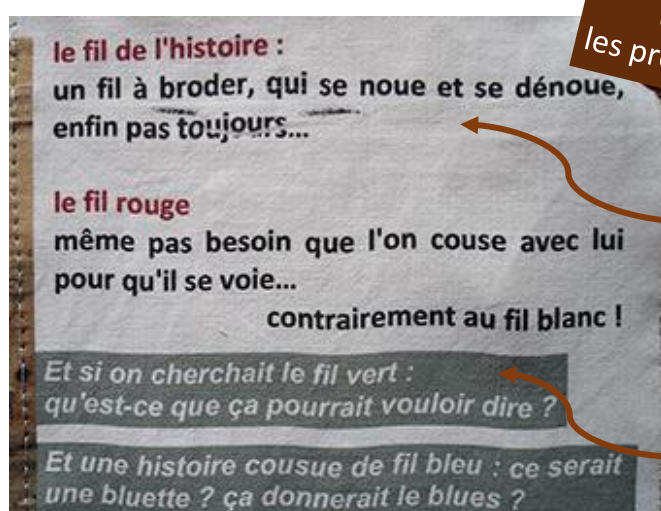 les pr
le fil de l'histoire :
un fil à broder, qui se noue et se dénoue,
enfin pas toujours...
le fil rouge
même pas besoin que l'on couse avec lui
pour qu'il se voie...
contrairement au fil blanc !
Et si on cherchait le fil vert :
qu'est-ce que ça pourrait vouloir dire ?
Et une histoire cousue de fil bleu : ce serait
une bluette ? ça donnerait le blues ?